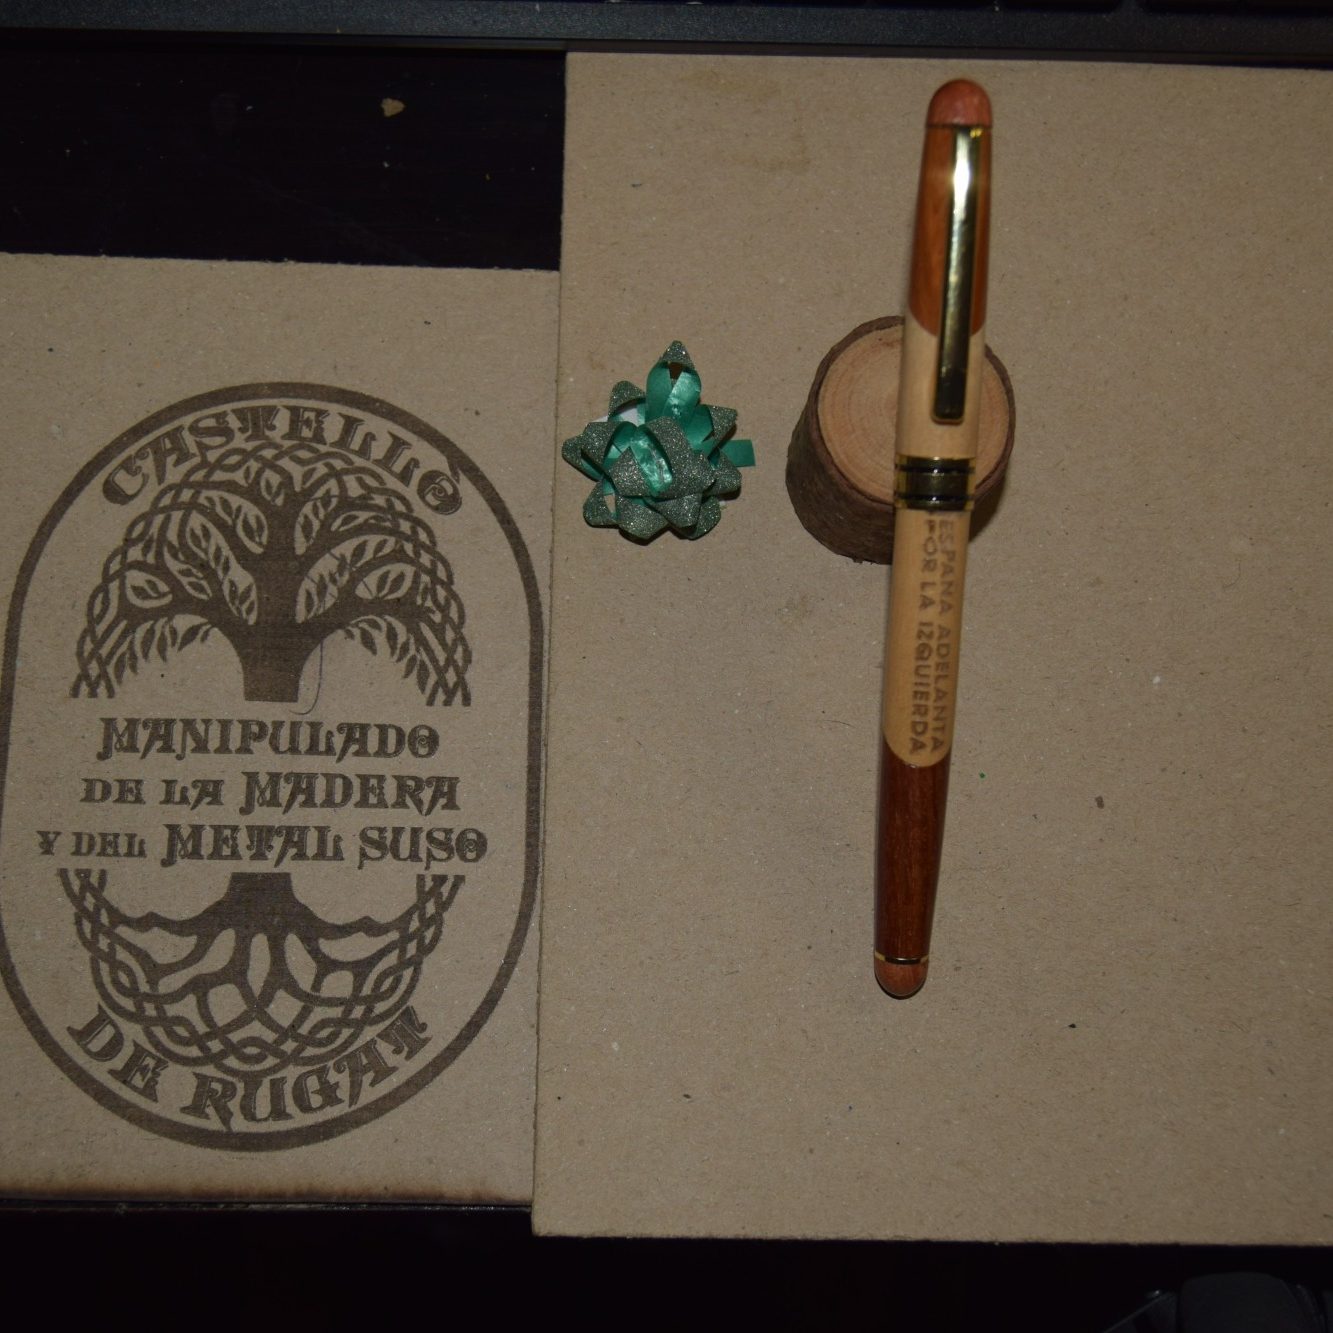 CASTELLÓ
MANIPULADO
DE LA MADERA
Y DEL METAL SUSO
DE RUGAT
ESPAÑA ADELANTA
POR LA IZQUIERDA